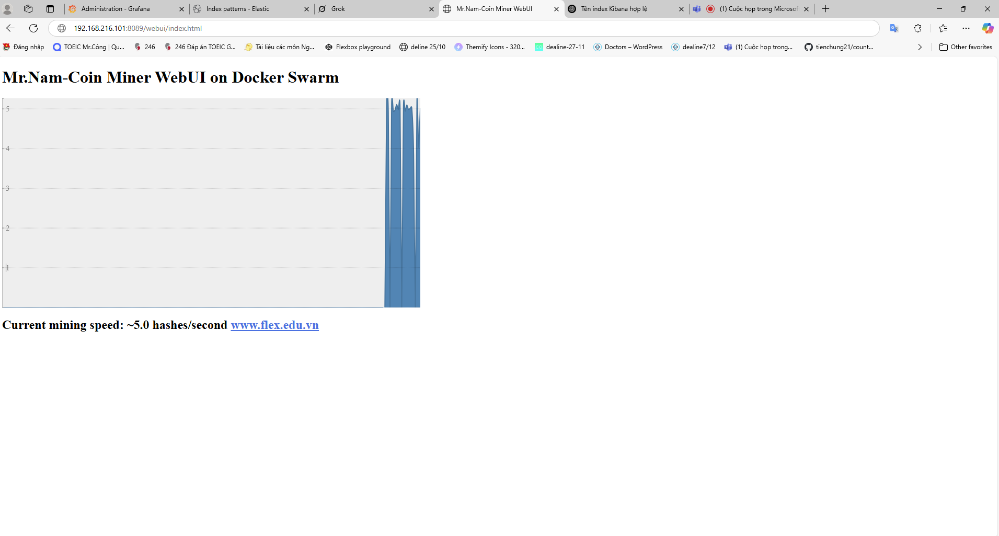 Administration - Grafana
Index patterns - Elastic
Grok
Mr.Nam-Coin Miner WebUI
Tên index Kibana hợp lệ
(1) Cuộc họp trong Microsof
192.168.216.101:8089/webui/index.html
Đăng nhập
TOEIC Mr.Công | Qu...
246
246 Đáp án TOEIC G...
Tài liệu các môn Ng...
Flexbox playground
deline 25/10
Themify Icons - 320...
dealine-27-11
Doctors – WordPress
dealine7/12
(1) Cuộc họp trong...
tienchung21/count...
Other favorites
Mr.Nam-Coin Miner WebUI on Docker Swarm
5
4
3
2
1
Current mining speed: ~5.0 hashes/second www.flex.edu.vn